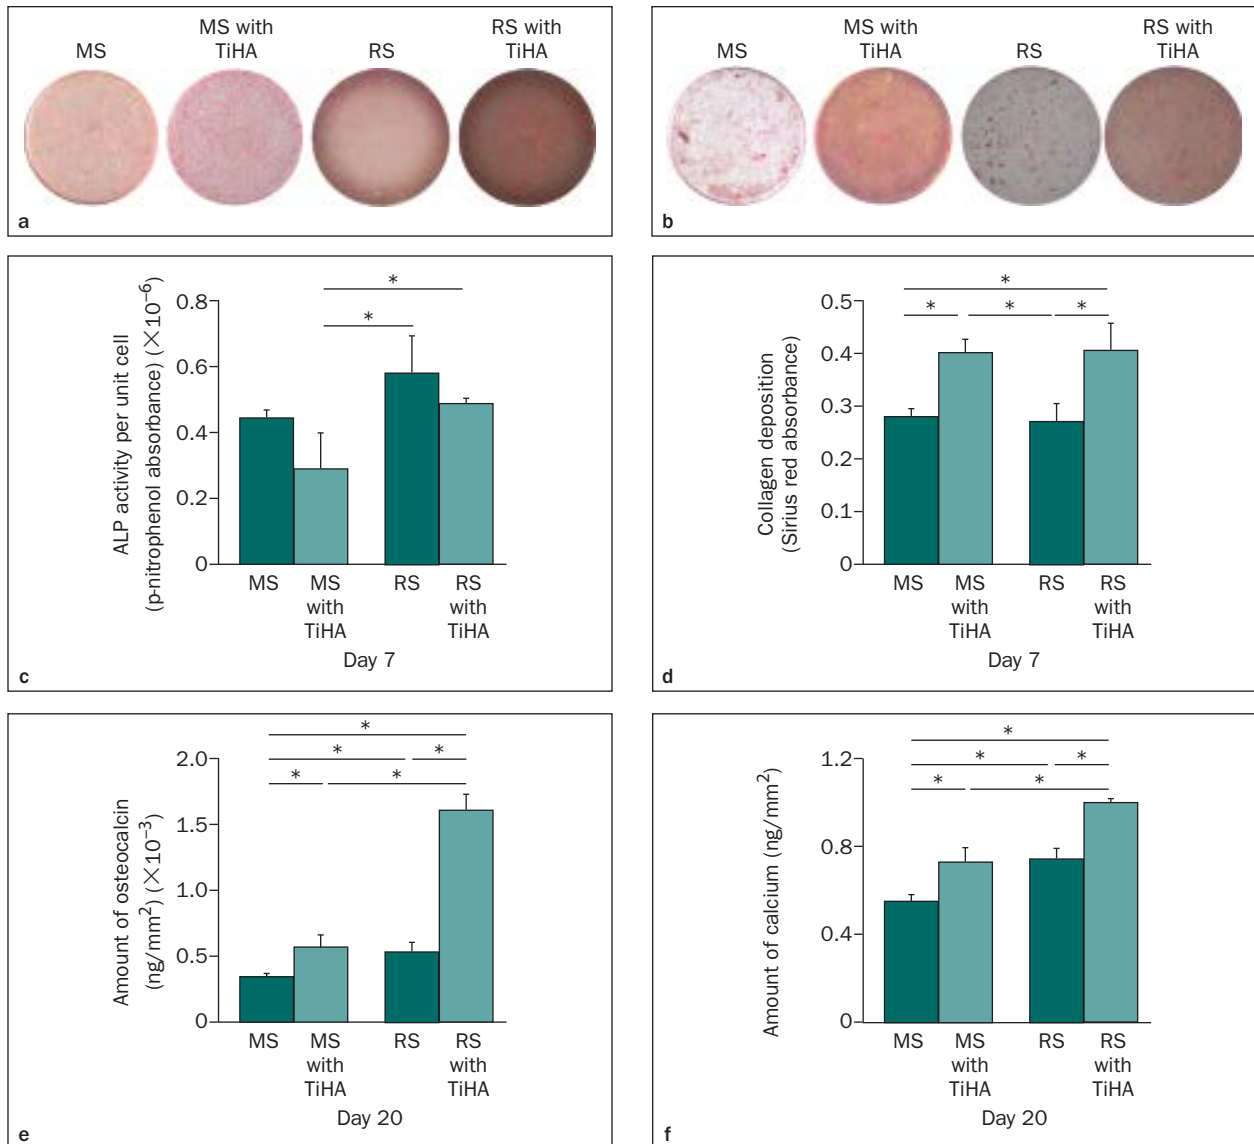 MS
MS with
TiHA
RS
RS with
TiHA
a
MS
MS with
TiHA
RS
RS with
TiHA
b
ALP activity per unit cell
(p-nitrophenol absorbance) (×10⁻⁶)
0.8
0.6
0.4
0.2
0
*
*
MS
MS
with
TiHA
RS
RS
with
TiHA
Day 7
c
Collagen deposition
(Sirius red absorbance)
0.5
0.4
0.3
0.2
0.1
0
*
* * *
MS
MS
with
TiHA
RS
RS
with
TiHA
Day 7
d
Amount of osteocalcin
(ng/mm²) (×10⁻³)
2.0
1.5
1.0
0.5
0
*
* *
* *
MS
MS
with
TiHA
RS
RS
with
TiHA
Day 20
e
Amount of calcium (ng/mm²)
1.2
0.8
0.4
0
*
* *
* *
MS
MS
with
TiHA
RS
RS
with
TiHA
Day 20
f